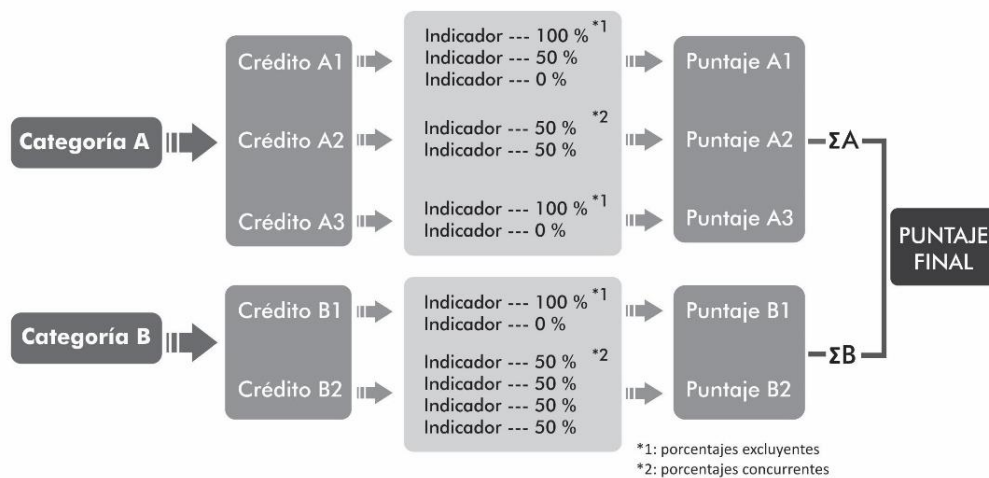 Categoría A
Crédito A1
Crédito A2
Crédito A3
Indicador --- 100 % *1
Indicador --- 50 %
Indicador --- 0 %
Indicador --- 50 % *2
Indicador --- 50 %
Indicador --- 100 % *1
Indicador --- 0 %
Puntaje A1
Puntaje A2
Puntaje A3
ΣA
Categoría B
Crédito B1
Crédito B2
Indicador --- 100 % *1
Indicador --- 0 %
Indicador --- 50 % *2
Indicador --- 50 %
Indicador --- 50 %
Indicador --- 50 %
Puntaje B1
Puntaje B2
ΣB
PUNTAJE
FINAL
*1: porcentajes excluyentes
*2: porcentajes concurrentes